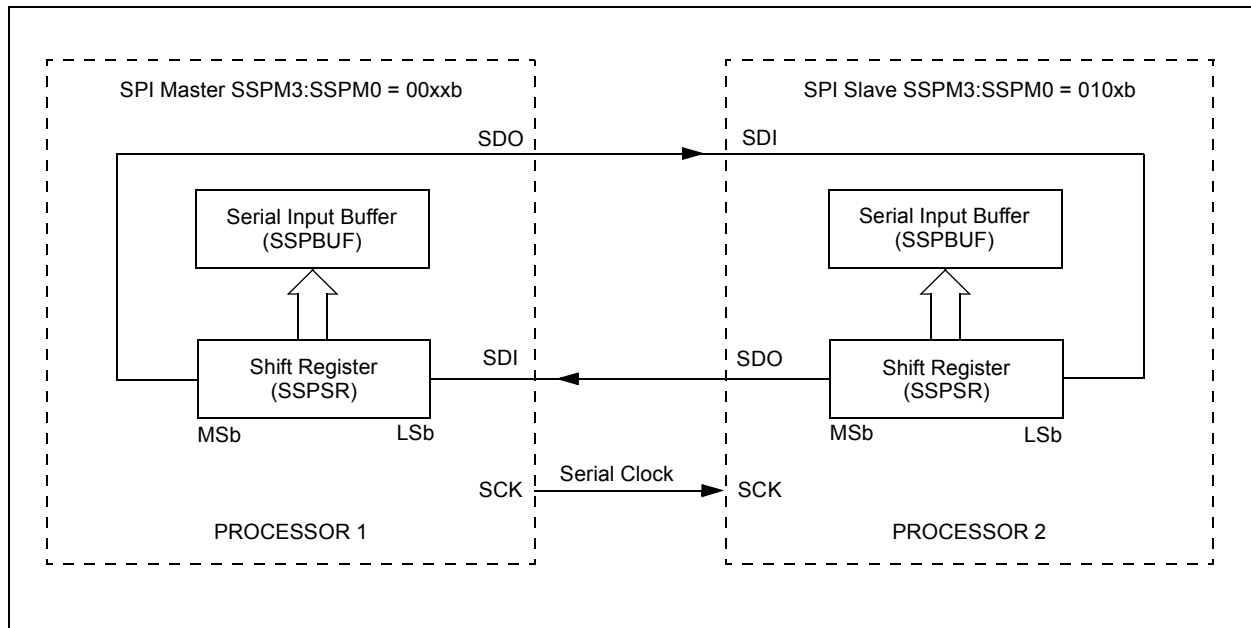 SPI Master SSPM3:SSPM0 = 00xxb
SPI Slave SSPM3:SSPM0 = 010xb
SDO
SDI
Serial Input Buffer
(SSPBUF)
Serial Input Buffer
(SSPBUF)
Shift Register
(SSPSR)
SDI
SDO
Shift Register
(SSPSR)
MSb
LSb
MSb
LSb
SCK
Serial Clock
SCK
PROCESSOR 1
PROCESSOR 2